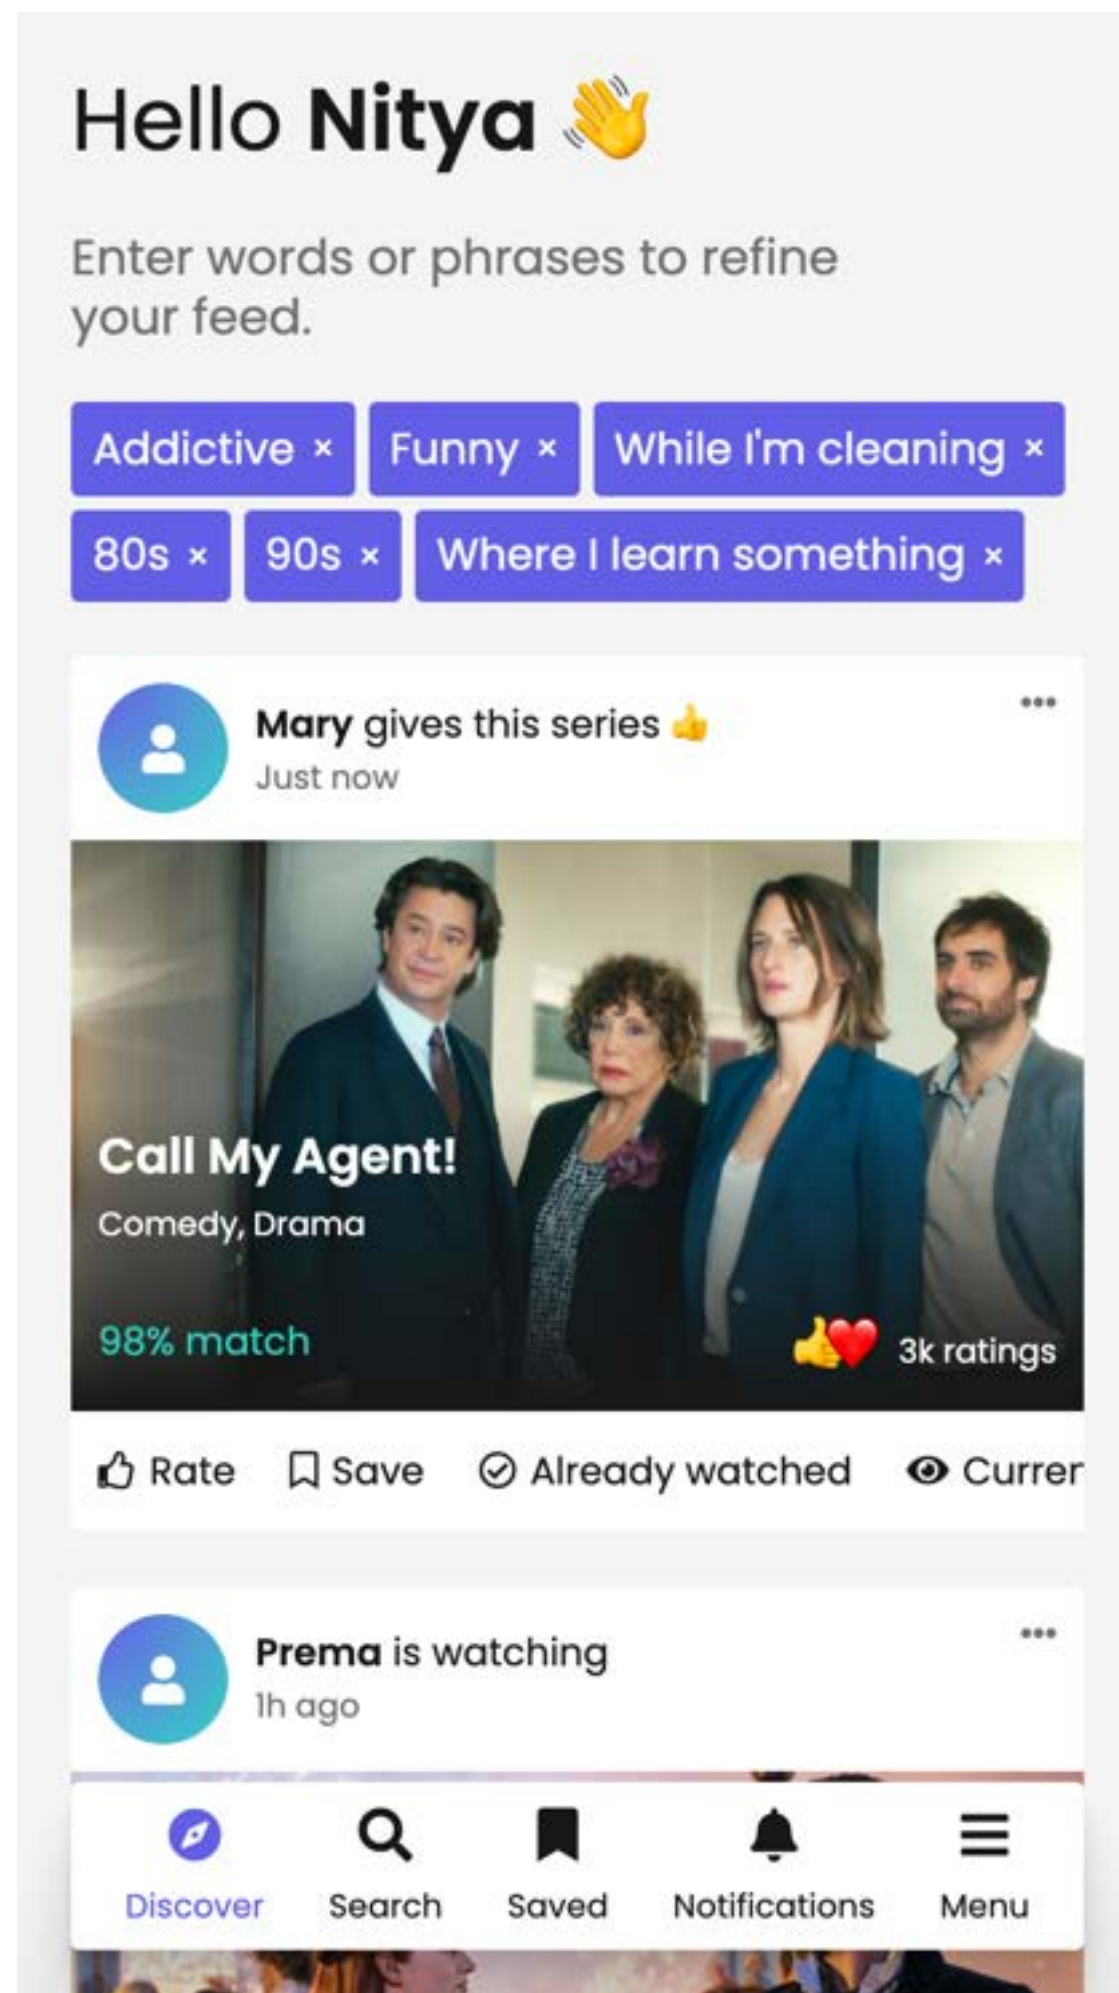 Hello Nitya 👋
Enter words or phrases to refine
your feed.
Addictive × Funny × While I'm cleaning ×
80s × 90s × Where I learn something ×
Mary gives this series 👍
Just now
Call My Agent!
Comedy, Drama
98% match
3k ratings
Rate Save Already watched Curren
Prema is watching
1h ago
Discover Search Saved Notifications Menu